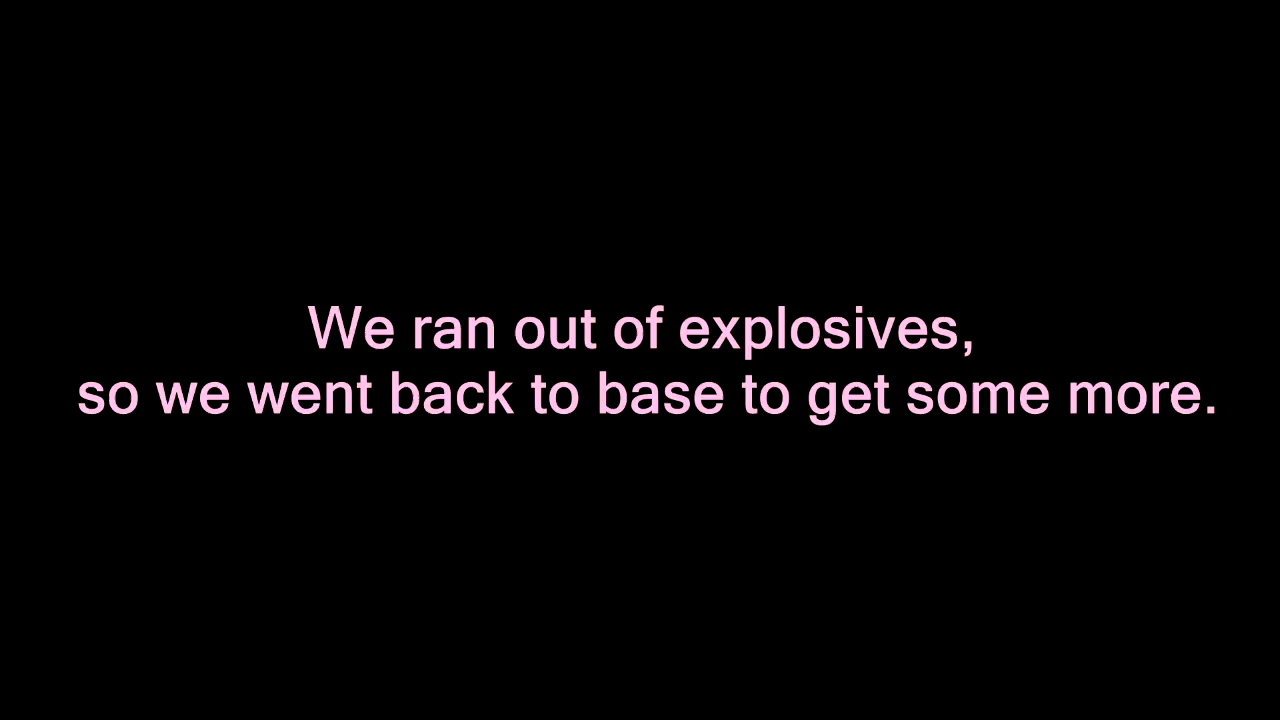 We ran out of explosives,
so we went back to base to get some more.